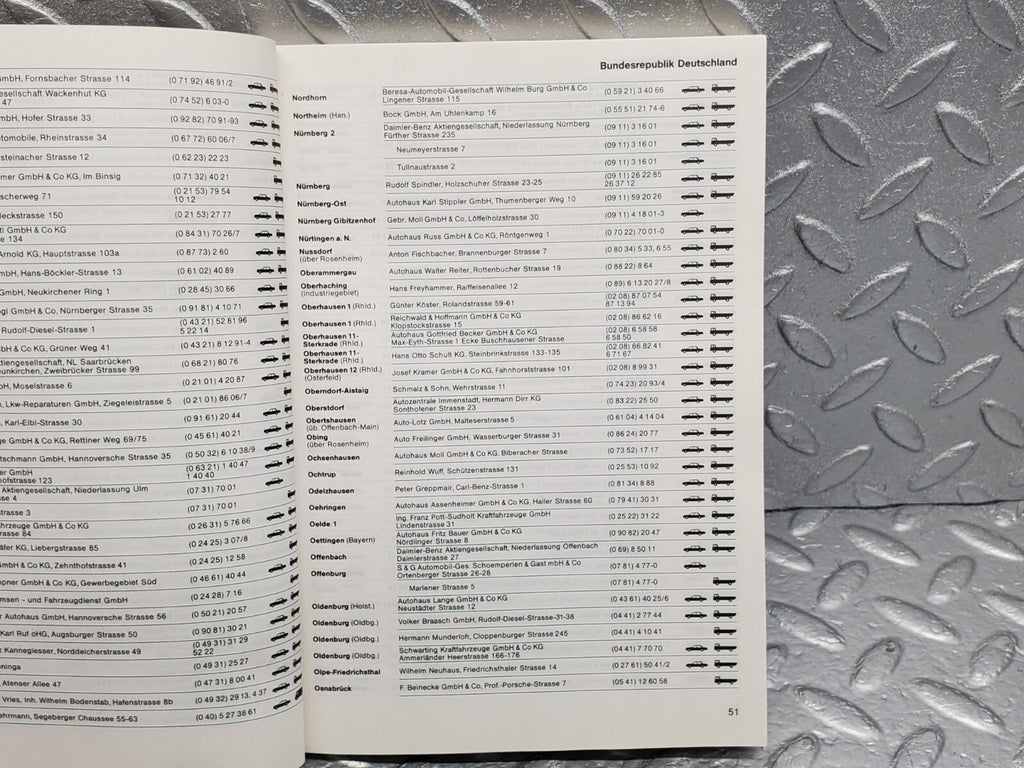 GmbH, Fornsbacher Strasse 114 (0 71 92) 46 91/2
esellschaft Wackenhut KG
47 (0 74 52) 6 03-0
mbH, Hofer Strasse 33 (0 92 82) 70 91-93
utomobile, Rheinstrasse 34 (0 67 72) 60 06/7
steinacher Strasse 12 (0 62 23) 22 23
mer GmbH & Co KG, Im Binsig (0 71 32) 40 21
scherweg 71 (0 21 53) 79 54
10 12
eckstrasse 150 (0 21 53) 27 77
tl GmbH & Co KG
e 134 (0 84 31) 70 26/7
Arnold KG, Hauptstrasse 103a (0 87 73) 2 60
mbH, Hans-Böckler-Strasse 13 (0 61 02) 40 89
GmbH, Neukirchener Ring 1 (0 28 45) 30 66
ogl GmbH & Co, Nürnberger Strasse 35 (0 91 81) 4 10 71
Rudolf-Diesel-Strasse 1 (0 43 21) 52 81 96
5 22 14
bH & Co KG, Grüner Weg 41 (0 43 21) 8 12 91-4
tiengesellschaft, NL Saarbrücken
unkirchen, Zweibrücker Strasse 99 (0 68 21) 80 76
bH, Moselstrasse 6 (0 21 01) 4 20 87
n, Lkw-Reparaturen GmbH, Ziegeleistrasse 5 (0 21 01) 86 06/7
, Karl-Eibl-Strasse 30 (0 91 61) 20 44
ge GmbH & Co KG, Rettiner Weg 69/75 (0 45 61) 40 21
utschmann GmbH, Hannoversche Strasse 35 (0 50 32) 6 10 38/9
er GmbH
hofstrasse 123 (0 63 21) 1 40 47
1 40 40
Aktiengesellschaft, Niederlassung Ulm
se 4 (07 31) 70 01
strasse 3 (07 31) 70 01
hrzeuge GmbH & Co KG
asse 84 (0 26 31) 5 76 66
äfer KG, Liebergstrasse 85 (0 24 25) 3 07/8
GmbH & Co KG, Zehnthofstrasse 41 (0 24 25) 12 58
pner GmbH & Co KG, Gewerbegebiet Süd (0 46 61) 40 44
msen - und Fahrzeugdienst GmbH (0 24 28) 7 16
r Autohaus GmbH, Hannoversche Strasse 56 (0 50 21) 20 57
Karl Ruf oHG, Augsburger Strasse 50 (0 90 81) 30 21
k Kannegiesser, Norddeicherstrasse 49 (0 49 31) 31 29
52 22
eninga (0 49 31) 25 27
, Atenser Allee 47 (0 47 31) 8 00 41
Vries, Inh. Wilhelm Bodenstab, Hafenstrasse 8b (0 49 32) 29 13, 4 37
ehrmann, Segeberger Chaussee 55-63 (0 40) 5 27 38 61
Bundesrepublik Deutschland
Nordhorn Beresa-Automobil-Gesellschaft Wilhelm Burg GmbH & Co
Lingener Strasse 115 (0 59 21) 3 40 66
Northeim (Han.) Bock GmbH, Am Uhlenkamp 16 (0 55 51) 21 74-6
Nürnberg 2 Daimler-Benz Aktiengesellschaft, Niederlassung Nürnberg
Fürther Strasse 235 (09 11) 3 16 01
Neumeyerstrasse 7 (09 11) 3 16 01
Tullnaustrasse 2 (09 11) 3 16 01
Nürnberg Rudolf Spindler, Holzschuher Strasse 23-25 (09 11) 26 22 85
26 37 12
Nürnberg-Ost Autohaus Karl Stippler GmbH, Thumenberger Weg 10 (09 11) 59 20 26
Nürnberg Gibitzenhof Gebr. Moll GmbH & Co, Löffelholzstrasse 30 (09 11) 4 18 01-3
Nürtingen a. N. Autohaus Russ GmbH & Co KG, Röntgenweg 1 (0 70 22) 70 01-0
Nussdorf
(über Rosenheim) Anton Fischbacher, Brannenburger Strasse 7 (0 80 34) 5 33, 6 55
Oberammergau Autohaus Walter Reiter, Rottenbucher Strasse 19 (0 88 22) 8 64
Oberhaching
(Industriegebiet) Hans Freyhammer, Raiffeisenallee 12 (0 89) 6 13 20 27/8
Oberhausen 1 (Rhld.) Günter Köster, Rolandstrasse 59-61 (02 08) 87 07 54
87 13 94
Oberhausen 1 (Rhld.) Reichwald & Hoffmann GmbH & Co KG
Klopstockstrasse 15 (02 08) 86 62 16
Oberhausen 11-
Sterkrade (Rhld.) Autohaus Gottfried Becker GmbH & Co KG
Max-Eyth-Strasse 1 Ecke Buschhausener Strasse (02 08) 6 58 58
6 58 50
Oberhausen 11-
Sterkrade (Rhld.) Hans Otto Schult KG, Steinbrinkstrasse 133-135 (02 08) 66 82 41
6 71 67
Oberhausen 12 (Rhld.)
(Osterfeld) Josef Kramer GmbH & Co KG, Fahnhorststrasse 101 (02 08) 8 99 31
Oberndorf-Aistaig Schmalz & Sohn, Wehrstrasse 11 (0 74 23) 20 93/4
Oberstdorf Autozentrale Immenstadt, Hermann Dirr KG
Sonthofener Strasse 23 (0 83 22) 25 50
Obertshausen
(üb. Offenbach-Main) Auto-Lotz GmbH, Malteserstrasse 5 (0 61 04) 4 14 04
Obing
(über Rosenheim) Auto Freilinger GmbH, Wasserburger Strasse 31 (0 86 24) 20 77
Ochsenhausen Autohaus Moll GmbH & Co KG, Biberacher Strasse (0 73 52) 17 17
Ochtrup Reinhold Wuff, Schützenstrasse 131 (0 25 53) 10 92
Odelzhausen Peter Greppmair, Carl-Benz-Strasse 1 (0 81 34) 8 88
Oehringen Autohaus Assenheimer GmbH & Co KG, Haller Strasse 60 (0 79 41) 30 31
Oelde 1 Ing. Franz Pott-Sudholt Kraftfahrzeuge GmbH
Lindenstrasse 31 (0 25 22) 31 22
Oettingen (Bayern) Autohaus Fritz Bauer GmbH & Co KG
Nördlinger Strasse 8 (0 90 82) 20 47
Offenbach Daimler-Benz Aktiengesellschaft, Niederlassung Offenbach
Daimlerstrasse 27 (0 69) 8 50 11
Offenburg S & G Automobil-Ges. Schoemperlen & Gast mbH & Co
Ortenberger Strasse 26-28 (07 81) 4 77-0
Marlener Strasse 5 (07 81) 4 77-0
Oldenburg (Holst.) Autohaus Lange GmbH & Co KG
Neustädter Strasse 12 (0 43 61) 40 25/6
Oldenburg (Oldbg.) Volker Braasch GmbH, Rudolf-Diesel-Strasse-31-38 (04 41) 2 77 44
Oldenburg (Oldbg.) Hermann Munderloh, Cloppenburger Strasse 245 (04 41) 4 10 41
Oldenburg (Oldbg.) Schwarting Kraftfahrzeuge GmbH & Co KG
Ammerländer Heerstrasse 166-176 (04 41) 7 70 70
Olpe-Friedrichsthal Wilhelm Neuhaus, Friedrichsthaler Strasse 14 (0 27 61) 50 41/2
Osnabrück F. Beinecke GmbH & Co, Prof.-Porsche-Strasse 7 (05 41) 12 60 58
51